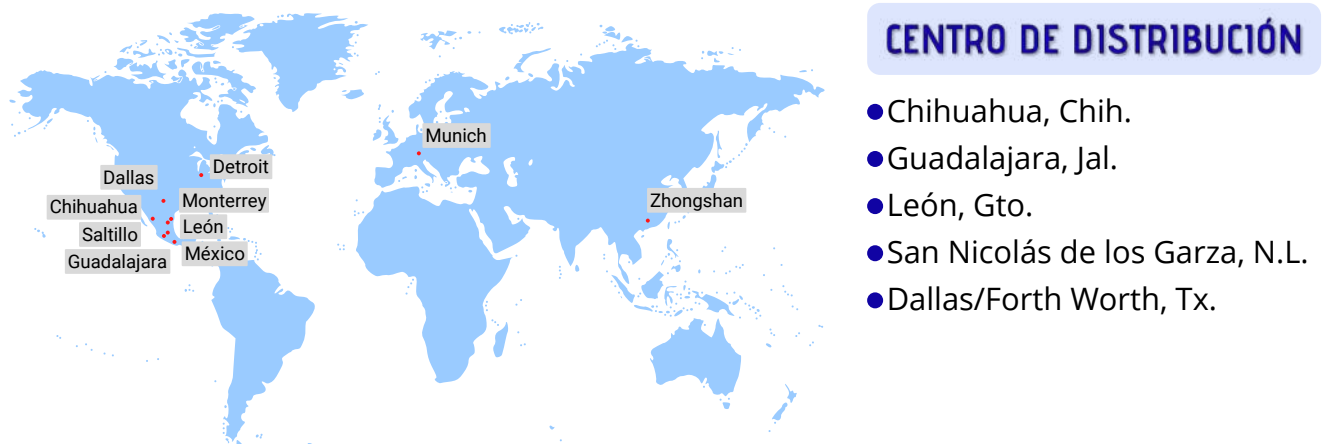 CENTRO DE DISTRIBUCIÓN
Chihuahua, Chih.
Guadalajara, Jal.
León, Gto.
San Nicolás de los Garza, N.L.
Dallas/Forth Worth, Tx.
Munich
Detroit
Dallas
Monterrey
Zhongshan
Chihuahua
León
Saltillo
México
Guadalajara